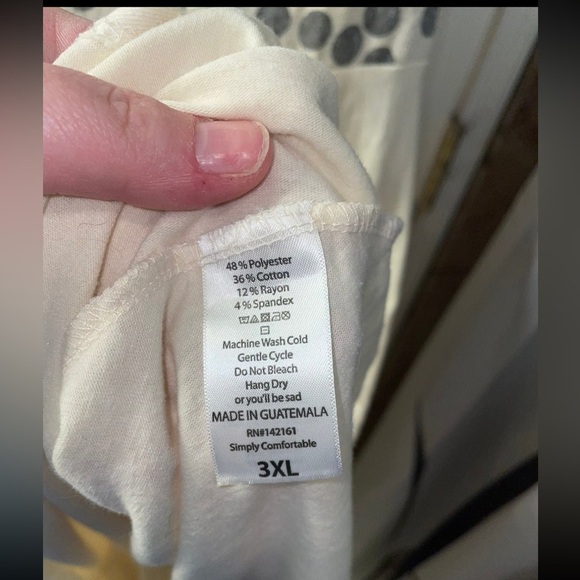 48% Polyester
36% Cotton
12% Rayon
4% Spandex
Machine Wash Cold
Gentle Cycle
Do Not Bleach
Hang Dry
or you'll be sad
MADE IN GUATEMALA
RN#142161
Simply Comfortable
3XL